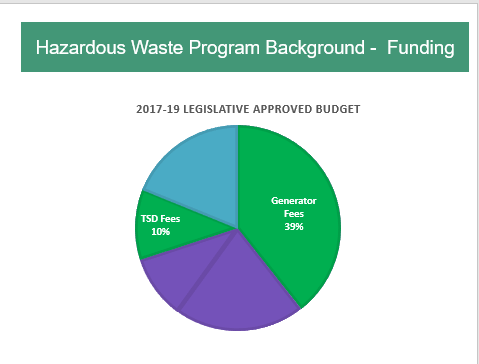 Hazardous Waste Program Background -  Funding
2017-19 LEGISLATIVE APPROVED BUDGET
Generator
Fees
39%
TSD Fees
10%